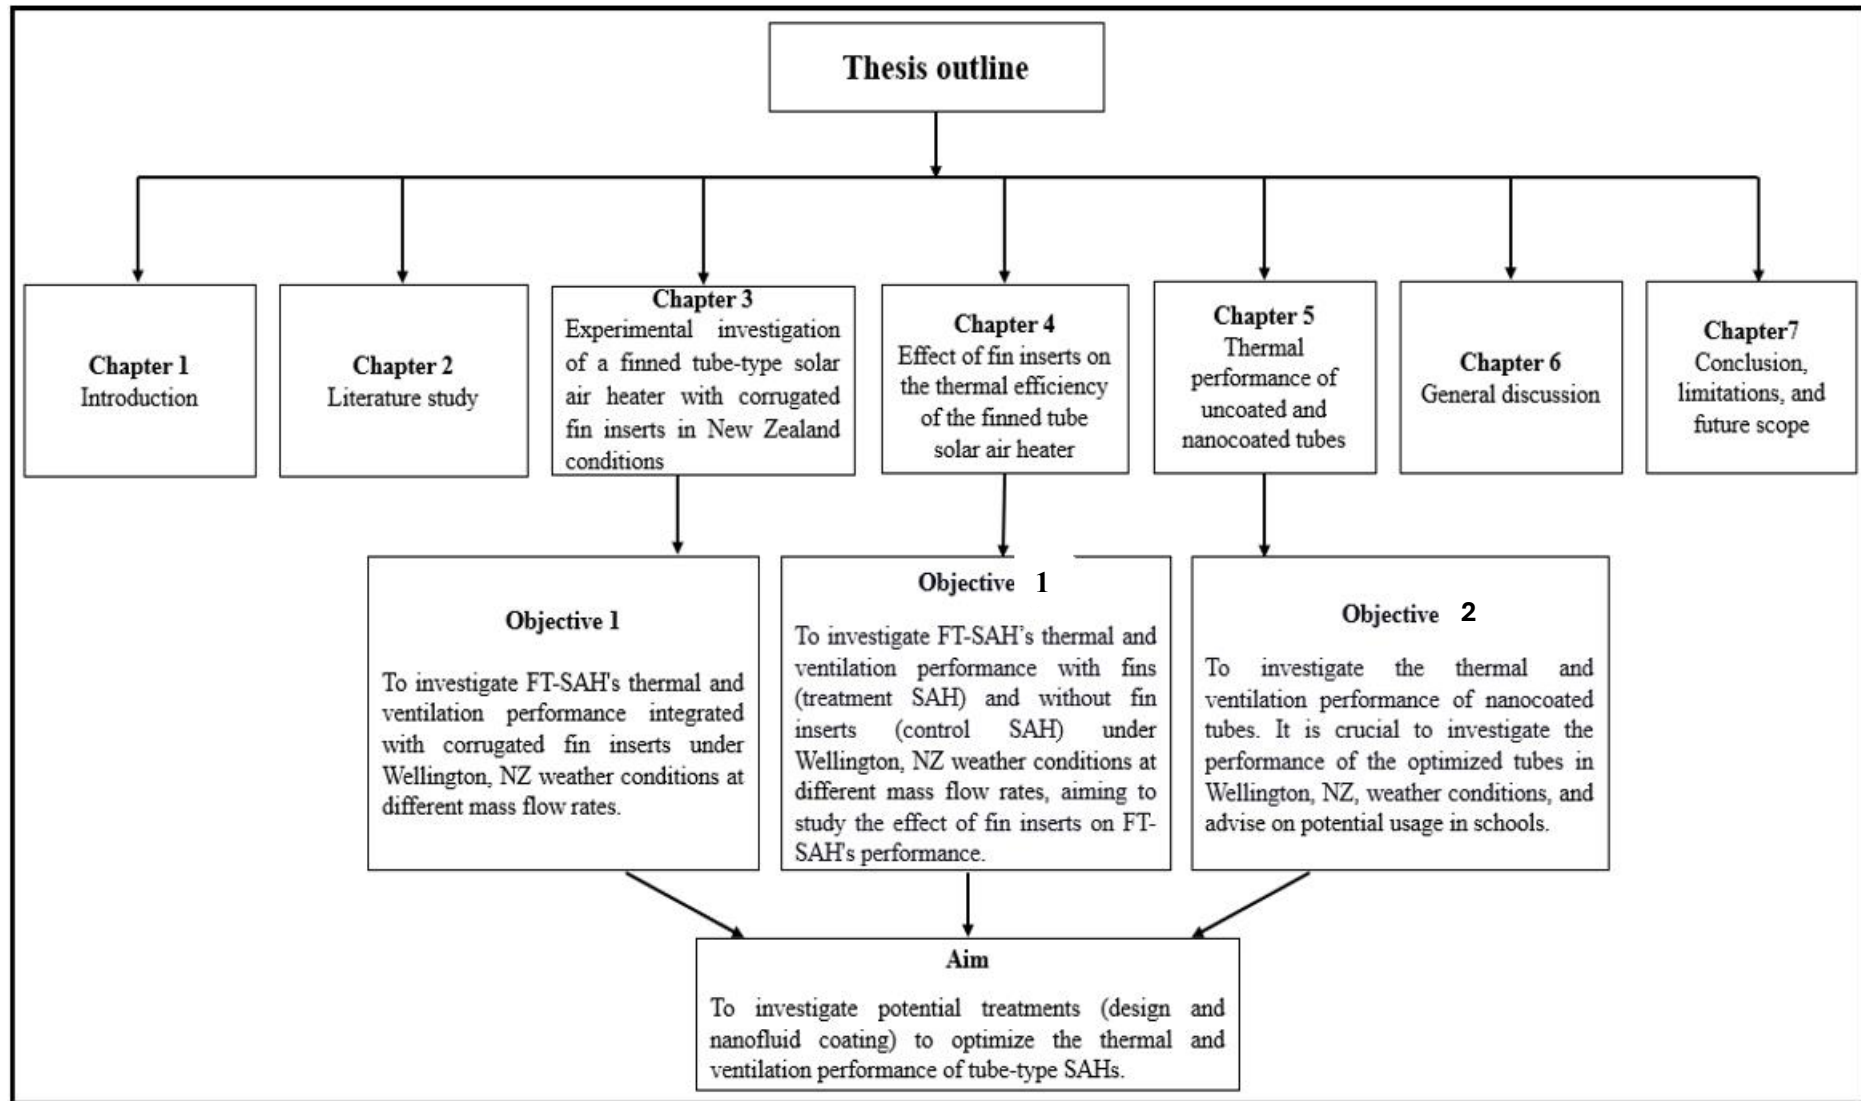 Thesis outline
Chapter 1
Introduction
Chapter 2
Literature study
Chapter 3
Experimental investigation
of a finned tube-type solar
air heater with corrugated
fin inserts in New Zealand
conditions
Chapter 4
Effect of fin inserts on
the thermal efficiency
of the finned tube
solar air heater
Chapter 5
Thermal
performance of
uncoated and
nanocoated tubes
Chapter 6
General discussion
Chapter7
Conclusion,
limitations, and
future scope
Objective 1
To investigate FT-SAH's thermal and
ventilation performance integrated
with corrugated fin inserts under
Wellington, NZ weather conditions at
different mass flow rates.
Objective 1
To investigate FT-SAH's thermal and
ventilation performance with fins
(treatment SAH) and without fin
inserts (control SAH) under
Wellington, NZ weather conditions at
different mass flow rates, aiming to
study the effect of fin inserts on FT-
SAH's performance.
Objective 2
To investigate the thermal and
ventilation performance of nanocoated
tubes. It is crucial to investigate the
performance of the optimized tubes in
Wellington, NZ, weather conditions, and
advise on potential usage in schools.
Aim
To investigate potential treatments (design and
nanofluid coating) to optimize the thermal and
ventilation performance of tube-type SAHs.